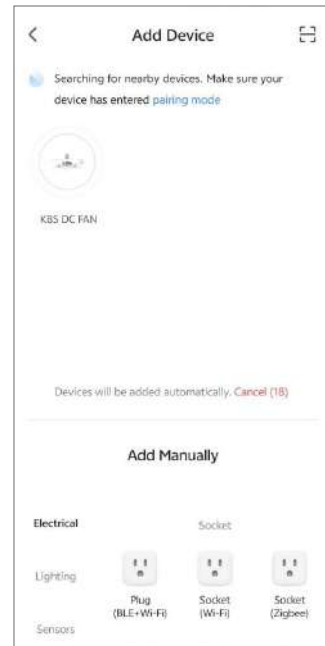 Add Device
Searching for nearby devices. Make sure your
device has entered pairing mode
KBS DC FAN
Devices will be added automatically. Cancel (18)
Add Manually
Electrical
Socket
Lighting
Plug
(BLE+Wi-Fi)
Socket
(Wi-Fi)
Socket
(Zigbee)
Sensors